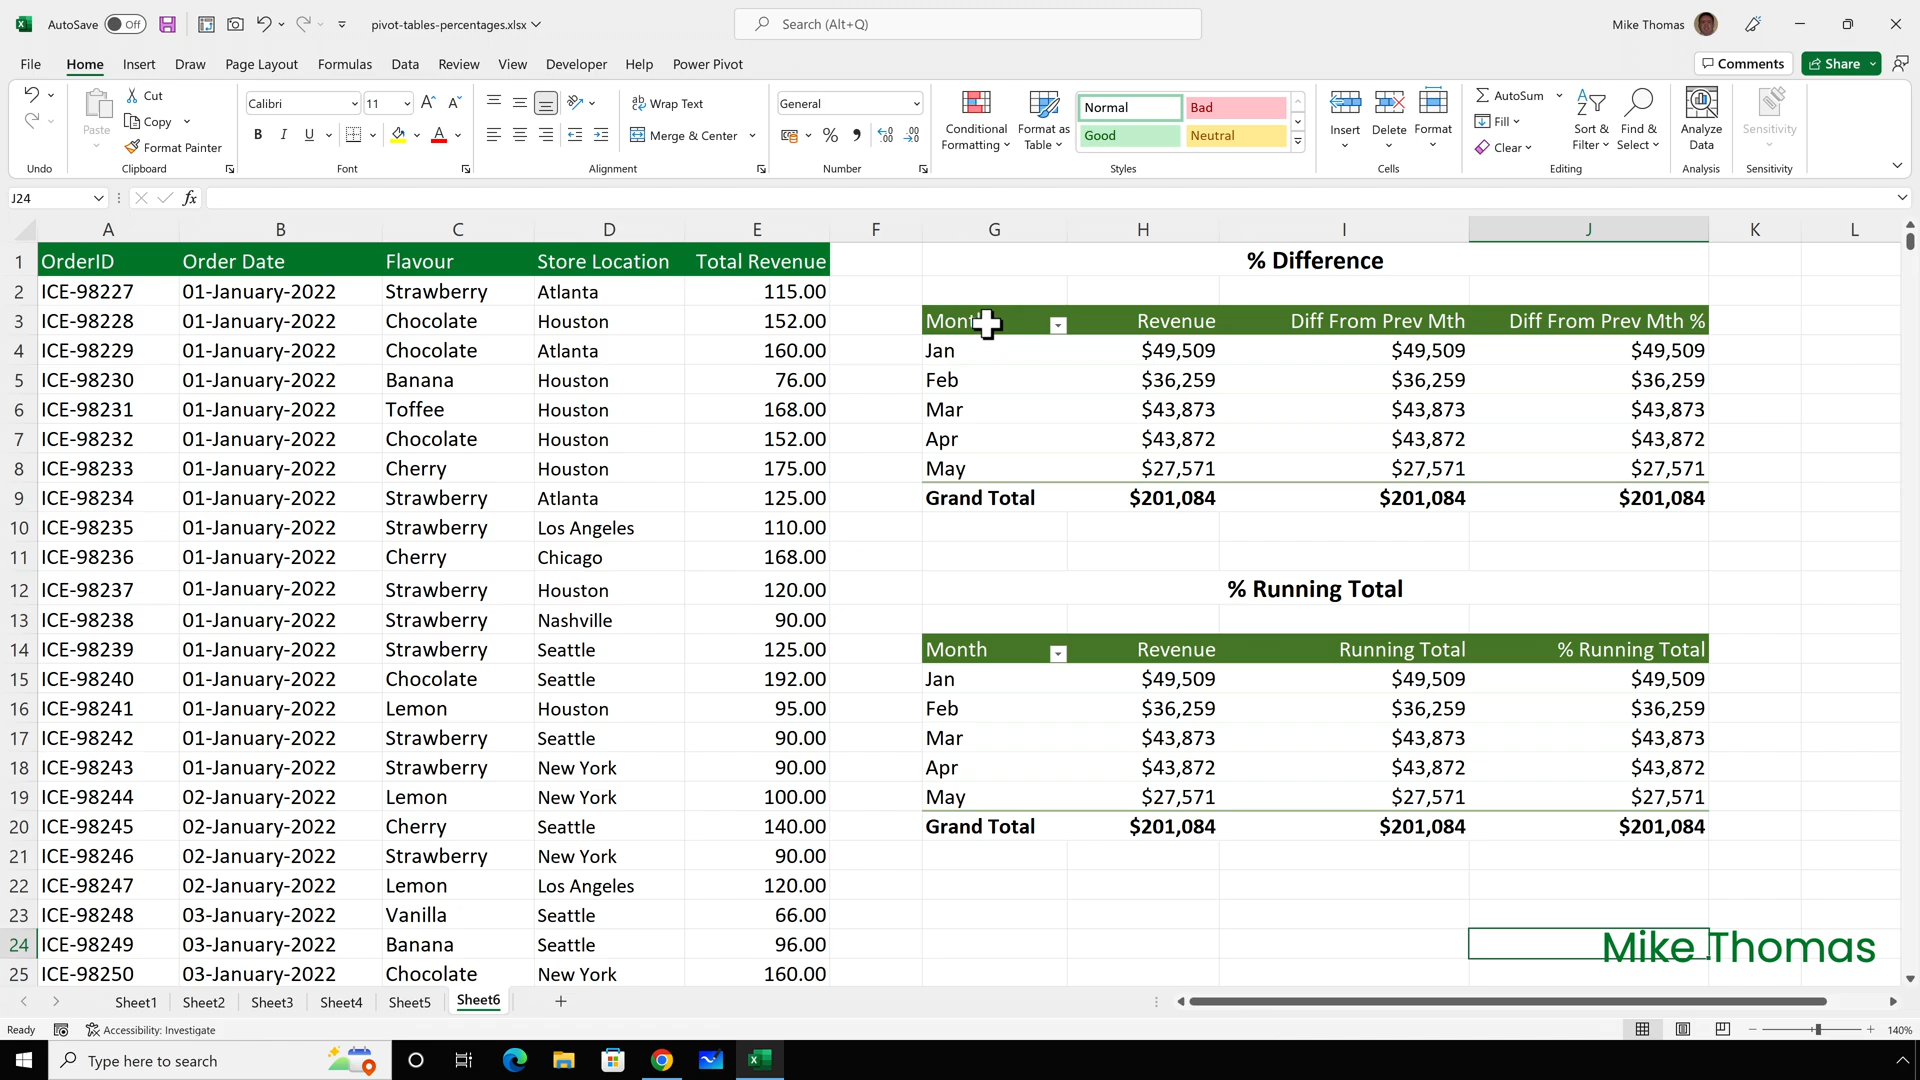 AutoSave Off pivot-tables-percentages.xlsx Search (Alt+Q) Mike Thomas
File Home Insert Draw Page Layout Formulas Data Review View Developer Help Power Pivot Comments Share
Cut
Copy
Format Painter
Paste
Calibri 11
B I U
Wrap Text
Merge & Center
General
Conditional Formatting
Format as Table
Normal Bad
Good Neutral
Insert Delete Format
AutoSum
Fill
Clear
Sort & Filter
Find & Select
Analyze Data
Sensitivity
Undo Clipboard Font Alignment Number Styles Cells Editing Analysis Sensitivity
J24 fx
A B C D E F G H I J K L
1 OrderID Order Date Flavour Store Location Total Revenue % Difference
2 ICE-98227 01-January-2022 Strawberry Atlanta 115.00
3 ICE-98228 01-January-2022 Chocolate Houston 152.00 Month Revenue Diff From Prev Mth Diff From Prev Mth %
4 ICE-98229 01-January-2022 Chocolate Atlanta 160.00 Jan $49,509 $49,509 $49,509
5 ICE-98230 01-January-2022 Banana Houston 76.00 Feb $36,259 $36,259 $36,259
6 ICE-98231 01-January-2022 Toffee Houston 168.00 Mar $43,873 $43,873 $43,873
7 ICE-98232 01-January-2022 Chocolate Houston 152.00 Apr $43,872 $43,872 $43,872
8 ICE-98233 01-January-2022 Cherry Houston 175.00 May $27,571 $27,571 $27,571
9 ICE-98234 01-January-2022 Strawberry Atlanta 125.00 Grand Total $201,084 $201,084 $201,084
10 ICE-98235 01-January-2022 Strawberry Los Angeles 110.00
11 ICE-98236 01-January-2022 Cherry Chicago 168.00
12 ICE-98237 01-January-2022 Strawberry Houston 120.00 % Running Total
13 ICE-98238 01-January-2022 Strawberry Nashville 90.00
14 ICE-98239 01-January-2022 Strawberry Seattle 125.00 Month Revenue Running Total % Running Total
15 ICE-98240 01-January-2022 Chocolate Seattle 192.00 Jan $49,509 $49,509 $49,509
16 ICE-98241 01-January-2022 Lemon Houston 95.00 Feb $36,259 $36,259 $36,259
17 ICE-98242 01-January-2022 Strawberry Seattle 90.00 Mar $43,873 $43,873 $43,873
18 ICE-98243 01-January-2022 Strawberry New York 90.00 Apr $43,872 $43,872 $43,872
19 ICE-98244 02-January-2022 Lemon New York 100.00 May $27,571 $27,571 $27,571
20 ICE-98245 02-January-2022 Cherry Seattle 140.00 Grand Total $201,084 $201,084 $201,084
21 ICE-98246 02-January-2022 Strawberry New York 90.00
22 ICE-98247 02-January-2022 Lemon Los Angeles 120.00
23 ICE-98248 03-January-2022 Vanilla Seattle 66.00
24 ICE-98249 03-January-2022 Banana Seattle 96.00 Mike Thomas
25 ICE-98250 03-January-2022 Chocolate New York 160.00
Sheet1 Sheet2 Sheet3 Sheet4 Sheet5 Sheet6
Ready Accessibility: Investigate 140%
Type here to search